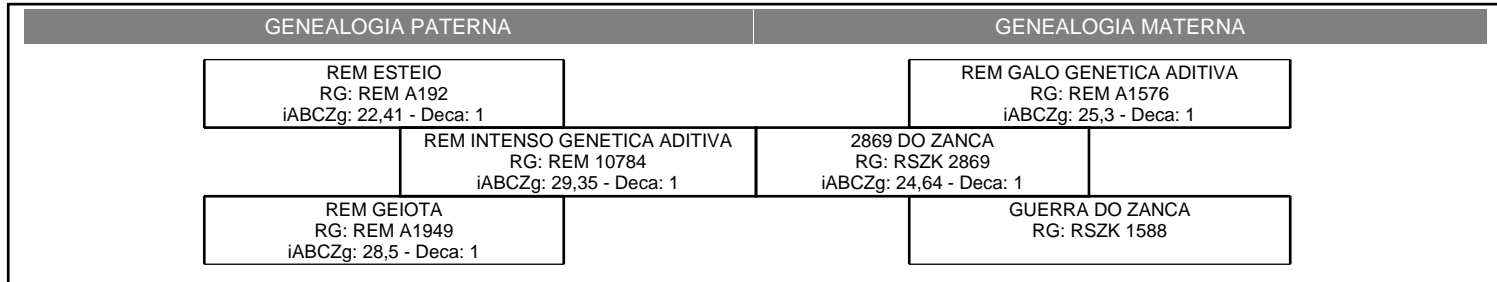 GENEALOGIA PATERNA
GENEALOGIA MATERNA
REM ESTEIO
RG: REM A192
iABCZg: 22,41 - Deca: 1
REM GALO GENETICA ADITIVA
RG: REM A1576
iABCZg: 25,3 - Deca: 1
REM INTENSO GENETICA ADITIVA
RG: REM 10784
iABCZg: 29,35 - Deca: 1
2869 DO ZANCA
RG: RSZK 2869
iABCZg: 24,64 - Deca: 1
REM GEIOTA
RG: REM A1949
iABCZg: 28,5 - Deca: 1
GUERRA DO ZANCA
RG: RSZK 1588